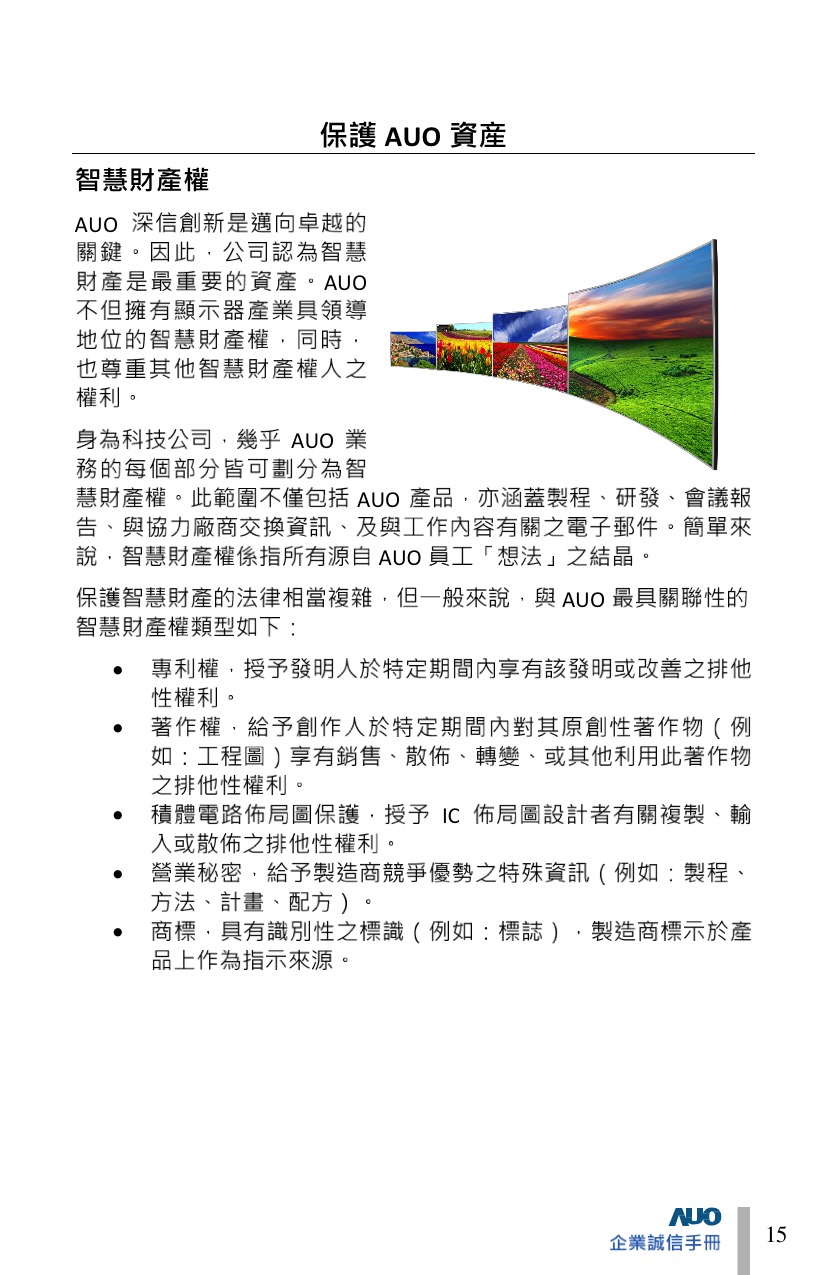 保護 AUO 資産
智慧財產權
AUO 深信創新是邁向卓越的
關鍵。因此，公司認為智慧
財產是最重要的資產。AUO
不但擁有顯示器產業具領導
地位的智慧財產權，同時，
也尊重其他智慧財產權人之
權利。
身為科技公司，幾乎 AUO 業
務的每個部分皆可劃分為智
慧財產權。此範圍不僅包括 AUO 產品，亦涵蓋製程、研發、會議報
告、與協力廠商交換資訊、及與工作內容有關之電子郵件。簡單來
說，智慧財產權係指所有源自 AUO 員工「想法」之結晶。
保護智慧財產的法律相當複雜，但一般來說，與 AUO 最具關聯性的
智慧財產權類型如下：
• 專利權，授予發明人於特定期間內享有該發明或改善之排他
性權利。
• 著作權，給予創作人於特定期間內對其原創性著作物（例
如：工程圖）享有銷售、散佈、轉變、或其他利用此著作物
之排他性權利。
• 積體電路佈局圖保護，授予 IC 佈局圖設計者有關複製、輸
入或散佈之排他性權利。
• 營業秘密，給予製造商競爭優勢之特殊資訊（例如：製程、
方法、計畫、配方）。
• 商標，具有識別性之標識（例如：標誌），製造商標示於產
品上作為指示來源。
AUO
企業誠信手冊
15